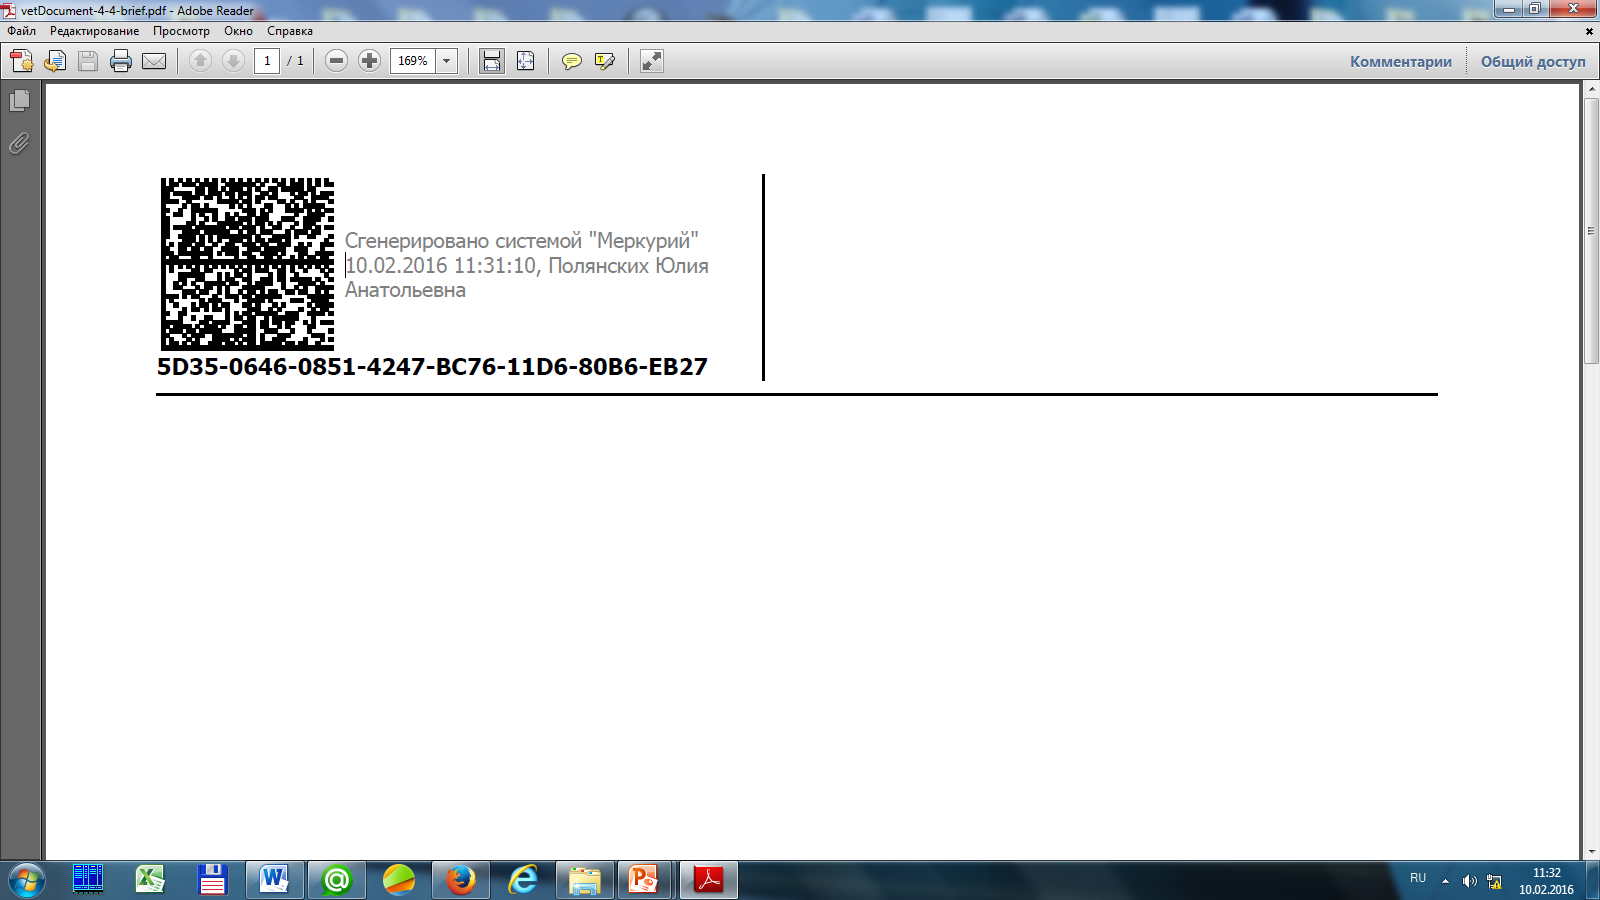 vetDocument-4-4-brief.pdf - Adobe Reader
Файл Редактирование Просмотр Окно Справка
1 / 1 169% Комментарии Общий доступ
Сгенерировано системой "Меркурий"
10.02.2016 11:31:10, Полянских Юлия
Анатольевна
5D35-0646-0851-4247-BC76-11D6-80B6-EB27
RU 11:32
10.02.2016